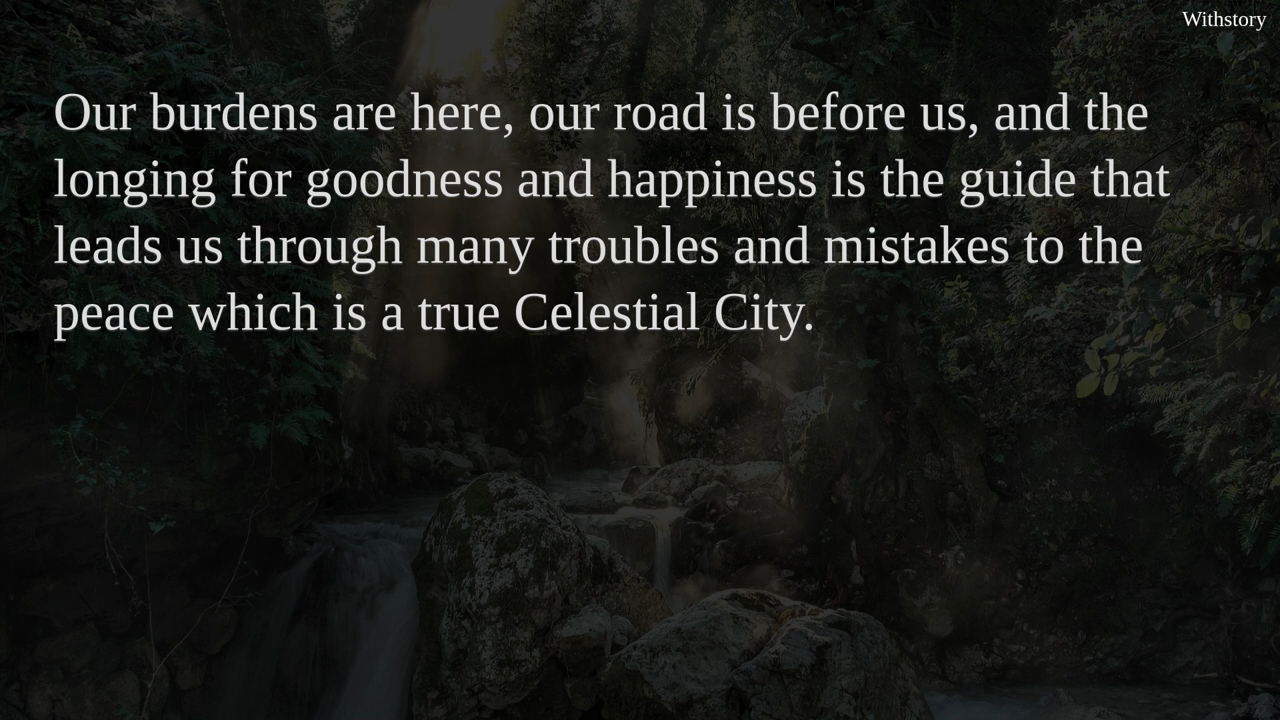 Withstory
Our burdens are here, our road is before us, and the
longing for goodness and happiness is the guide that
leads us through many troubles and mistakes to the
peace which is a true Celestial City.